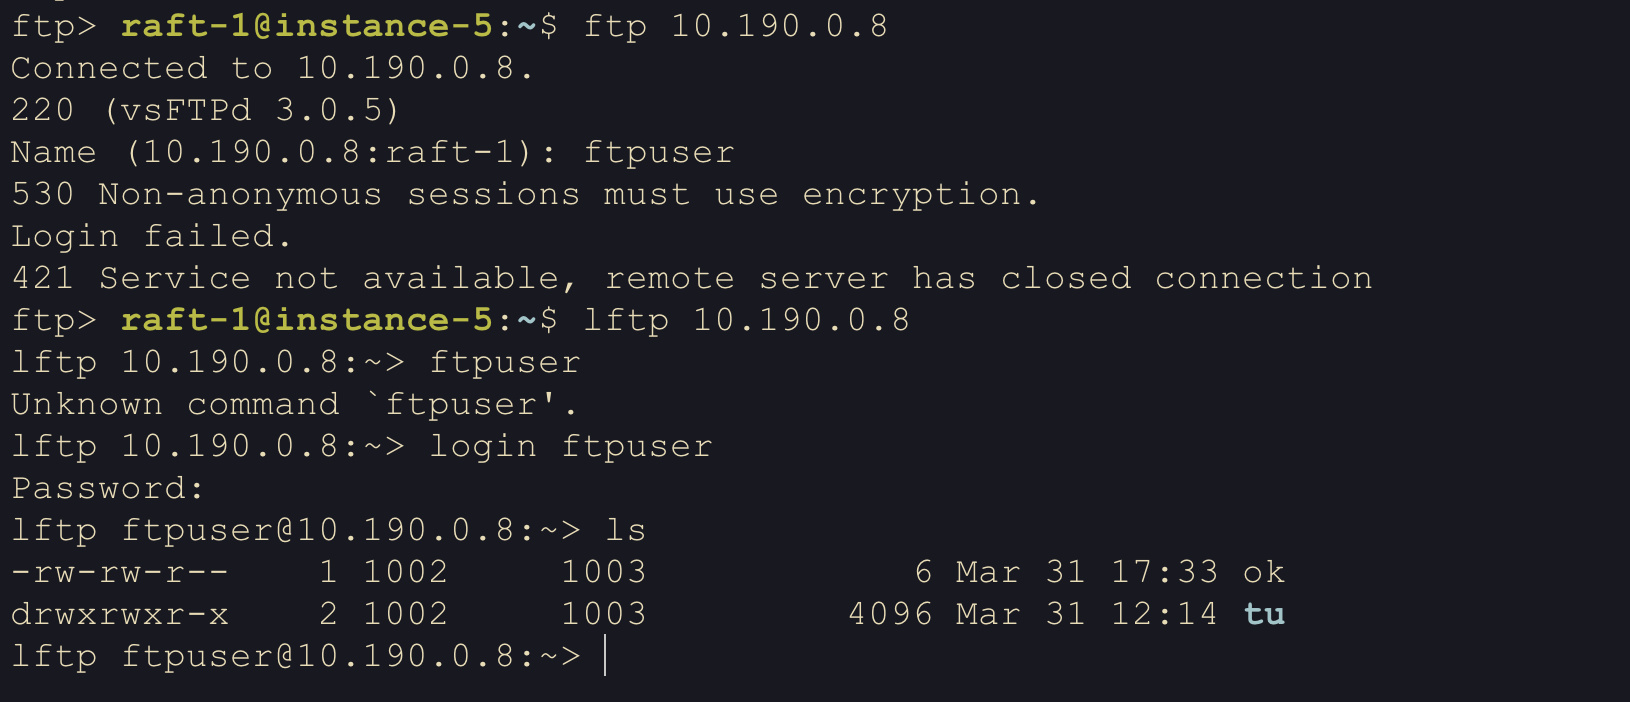 ftp> raft-1@instance-5:~$ ftp 10.190.0.8
Connected to 10.190.0.8.
220 (vsFTPd 3.0.5)
Name (10.190.0.8:raft-1): ftpuser
530 Non-anonymous sessions must use encryption.
Login failed.
421 Service not available, remote server has closed connection
ftp> raft-1@instance-5:~$ lftp 10.190.0.8
lftp 10.190.0.8:~> ftpuser
Unknown command `ftpuser'.
lftp 10.190.0.8:~> login ftpuser
Password:
lftp ftpuser@10.190.0.8:~> ls
-rw-rw-r--    1 1002     1003            6 Mar 31 17:33 ok
drwxrwxr-x    2 1002     1003         4096 Mar 31 12:14 tu
lftp ftpuser@10.190.0.8:~>